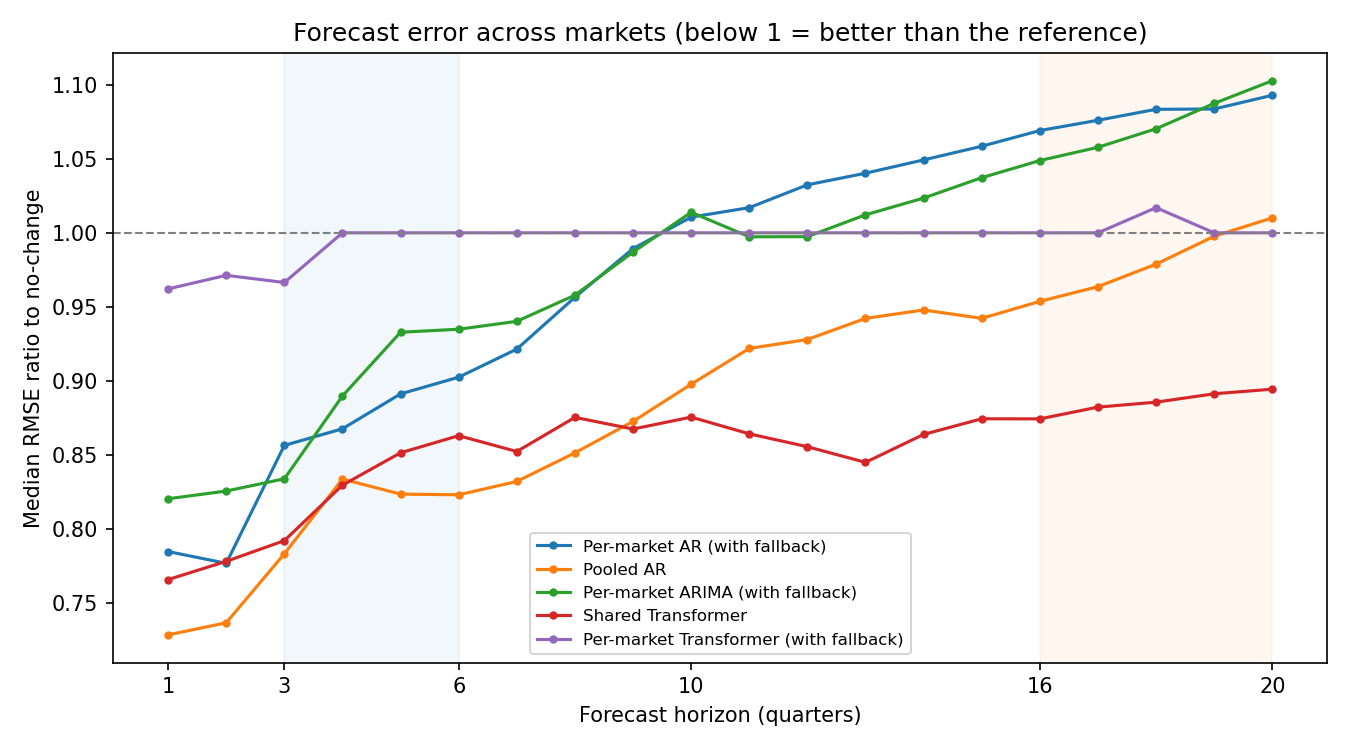 Forecast error across markets (below 1 = better than the reference)
Median RMSE ratio to no-change
1.10
1.05
1.00
0.95
0.90
0.85
0.80
0.75
Per-market AR (with fallback)
Pooled AR
Per-market ARIMA (with fallback)
Shared Transformer
Per-market Transformer (with fallback)
1 3 6 10 16 20
Forecast horizon (quarters)